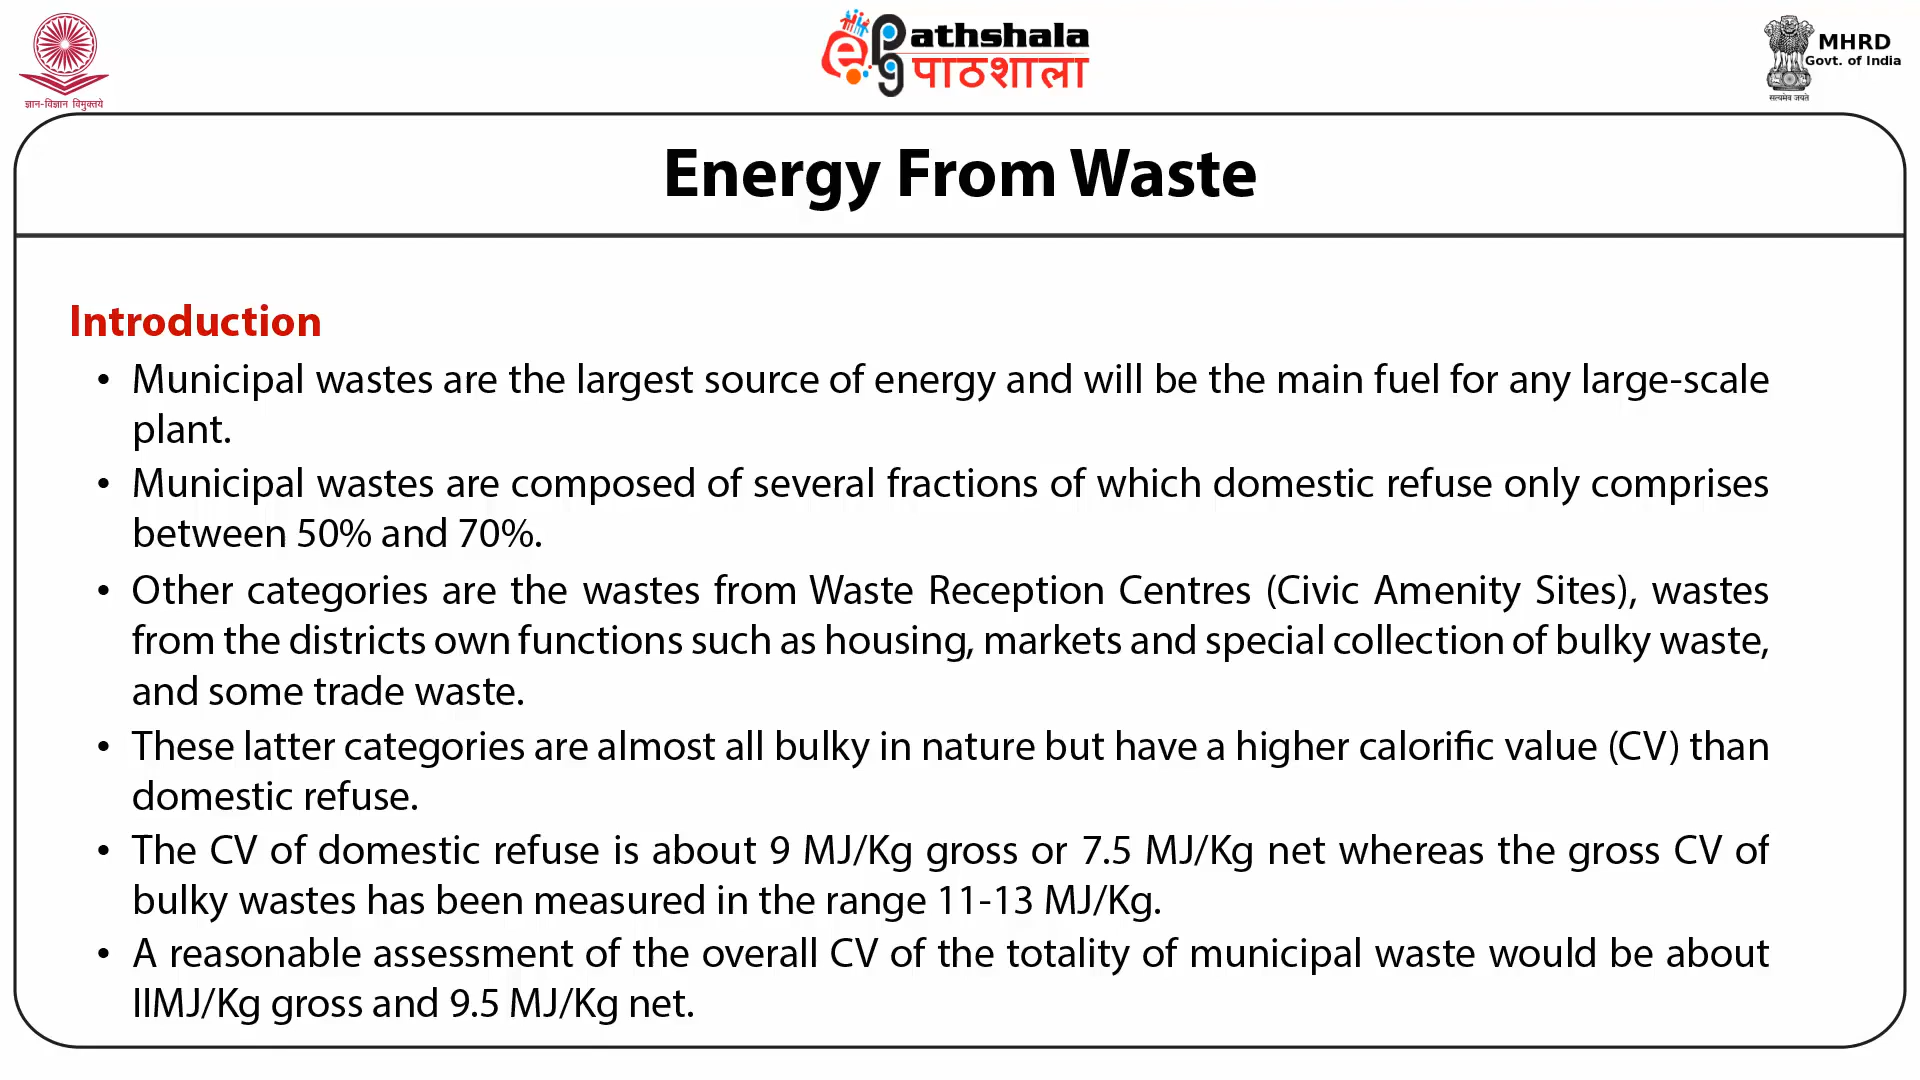 ज्ञान-विज्ञान विमुक्तये
ePathshala
पाठशाला
MHRD
Govt. of India
सत्यमेव जयते
Energy From Waste
Introduction
• Municipal wastes are the largest source of energy and will be the main fuel for any large-scale
plant.
• Municipal wastes are composed of several fractions of which domestic refuse only comprises
between 50% and 70%.
• Other categories are the wastes from Waste Reception Centres (Civic Amenity Sites), wastes
from the districts own functions such as housing, markets and special collection of bulky waste,
and some trade waste.
• These latter categories are almost all bulky in nature but have a higher calorific value (CV) than
domestic refuse.
• The CV of domestic refuse is about 9 MJ/Kg gross or 7.5 MJ/Kg net whereas the gross CV of
bulky wastes has been measured in the range 11-13 MJ/Kg.
• A reasonable assessment of the overall CV of the totality of municipal waste would be about
IIMJ/Kg gross and 9.5 MJ/Kg net.